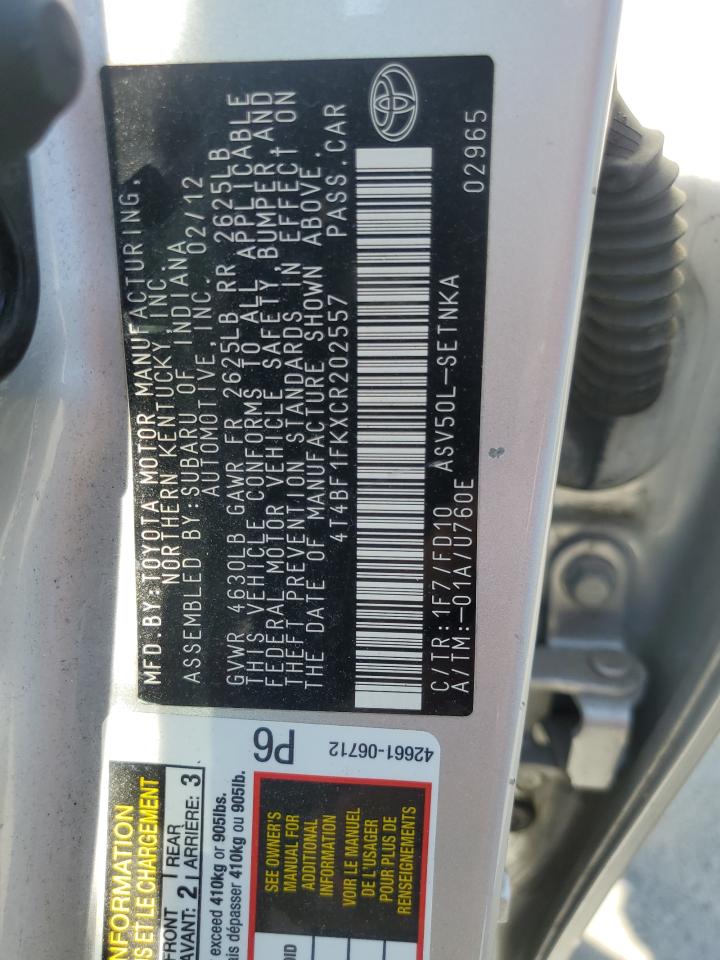 MFD.BY:TOYOTA MOTOR MANUFACTURING,
NORTHERN KENTUCKY,INC.
ASSEMBLED BY:SUBARU OF INDIANA
AUTOMOTIVE,INC. 02/12
GVWR 4630LB GAWR FR 2625LB RR 2625LB
THIS VEHICLE CONFORMS TO ALL APPLICABLE
FEDERAL MOTOR VEHICLE SAFETY, BUMPER, AND
THEFT PREVENTION STANDARDS IN EFFECT ON
THE DATE OF MANUFACTURE SHOWN ABOVE.
4T4BF1FKXCR202557 PASS.CAR
C/TR:1F7/FD10 ASV50L-SETNKA
A/TM:-01A/U760E 02965
P6
42661-06712
NFORMATION
S ET LE CHARGEMENT
FRONT 2 REAR 3
AVANT: ARRIÈRE:
exceed 410kg or 905lbs.
ais dépasser 410kg ou 905lb.
SEE OWNER'S
MANUAL FOR
ADDITIONAL
INFORMATION
VOIR LE MANUEL
DE L'USAGER
POUR PLUS DE
RENSEIGNEMENTS
OID